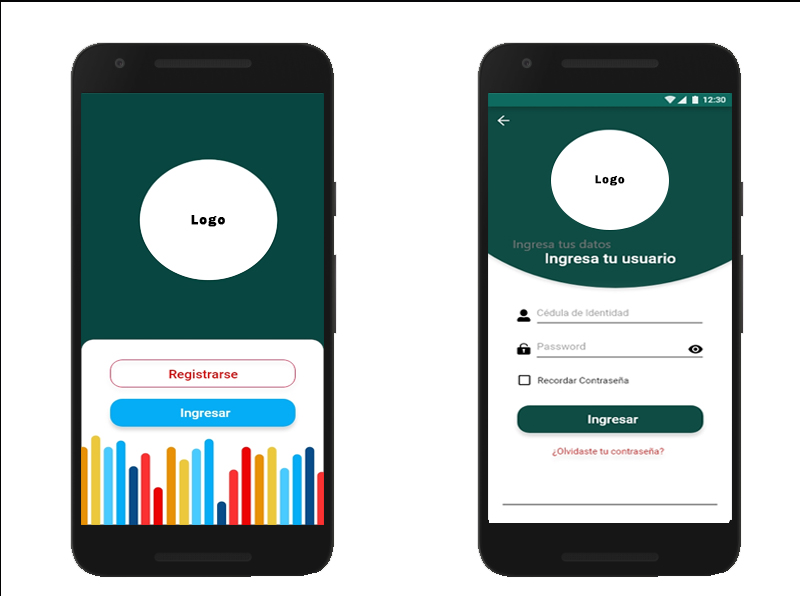 Logo
Registrarse
Ingresar
12:30
Logo
Ingresa tus datos
Ingresa tu usuario
Cédula de Identidad
Password
Recordar Contraseña
Ingresar
¿Olvidaste tu contraseña?